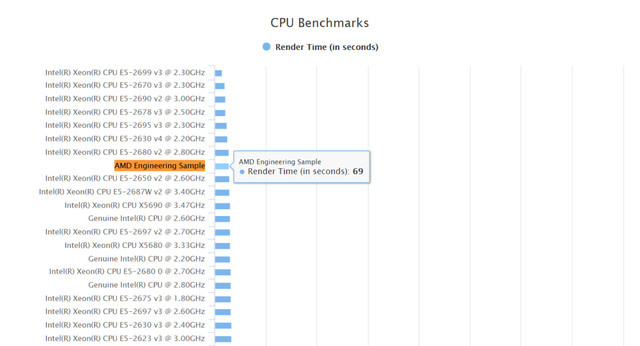 CPU Benchmarks
Render Time (in seconds)
Intel(R) Xeon(R) CPU E5-2699 v3 @ 2.30GHz
Intel(R) Xeon(R) CPU E5-2670 v3 @ 2.30GHz
Intel(R) Xeon(R) CPU E5-2690 v2 @ 3.00GHz
Intel(R) Xeon(R) CPU E5-2678 v3 @ 2.50GHz
Intel(R) Xeon(R) CPU E5-2695 v3 @ 2.30GHz
Intel(R) Xeon(R) CPU E5-2630 v4 @ 2.20GHz
Intel(R) Xeon(R) CPU E5-2680 v2 @ 2.80GHz
AMD Engineering Sample
AMD Engineering Sample
Render Time (in seconds): 69
Intel(R) Xeon(R) CPU E5-2650 v2 @ 2.60GHz
Intel(R) Xeon(R) CPU E5-2687W v2 @ 3.40GHz
Intel(R) Xeon(R) CPU X5690 @ 3.47GHz
Genuine Intel(R) CPU @ 2.60GHz
Intel(R) Xeon(R) CPU E5-2697 v2 @ 2.70GHz
Intel(R) Xeon(R) CPU X5680 @ 3.33GHz
Genuine Intel(R) CPU @ 2.20GHz
Intel(R) Xeon(R) CPU E5-2680 0 @ 2.70GHz
Genuine Intel(R) CPU @ 2.80GHz
Intel(R) Xeon(R) CPU E5-2675 v3 @ 1.80GHz
Intel(R) Xeon(R) CPU E5-2697 v3 @ 2.60GHz
Intel(R) Xeon(R) CPU E5-2630 v3 @ 2.40GHz
Intel(R) Xeon(R) CPU E5-2623 v3 @ 3.00GHz